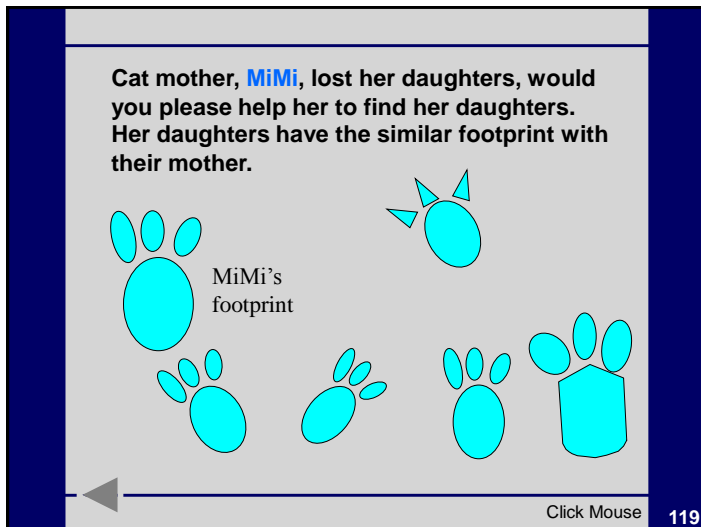 Cat mother, MiMi, lost her daughters, would
you please help her to find her daughters.
Her daughters have the similar footprint with
their mother.
MiMi's
footprint
Click Mouse
119